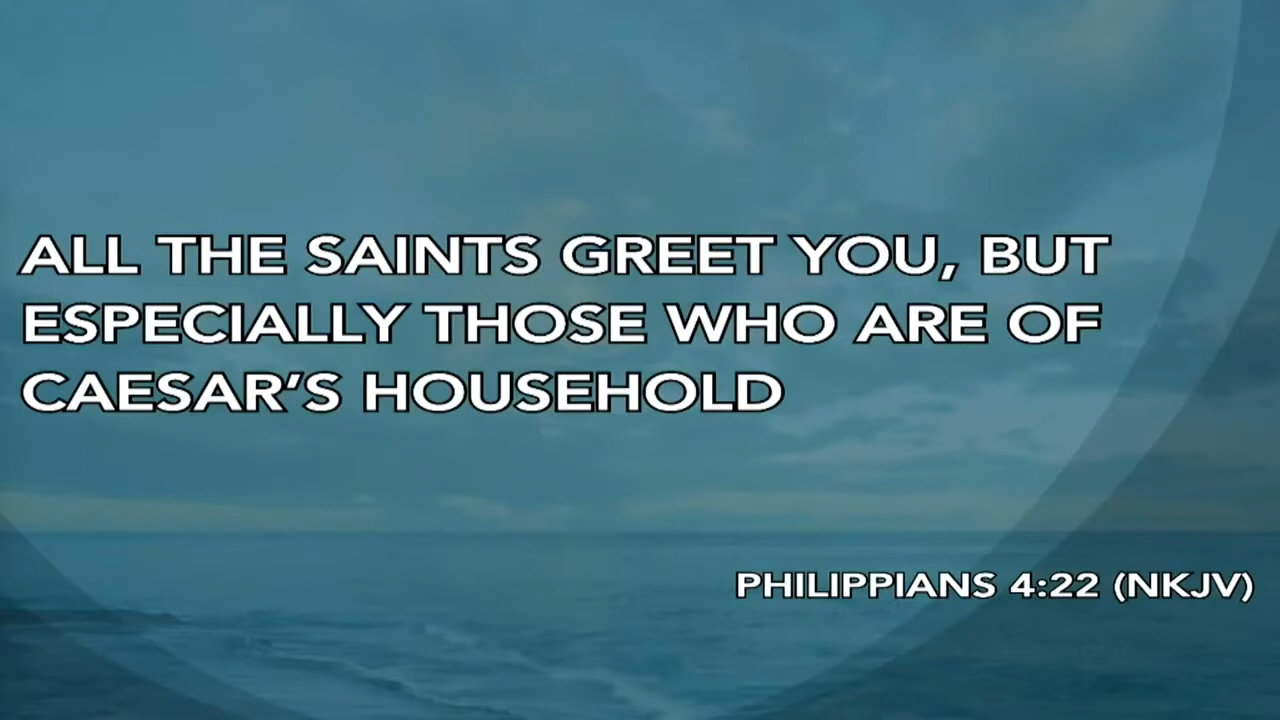 ALL THE SAINTS GREET YOU, BUT
ESPECIALLY THOSE WHO ARE OF
CAESAR’S HOUSEHOLD
PHILIPPIANS 4:22 (NKJV)